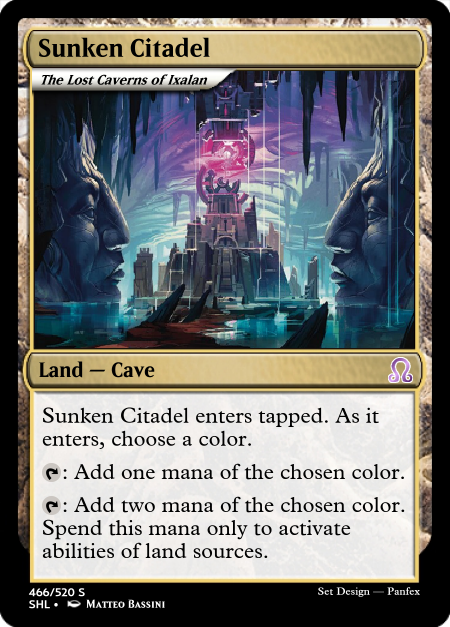 Sunken Citadel
The Lost Caverns of Ixalan
Land — Cave
Sunken Citadel enters tapped. As it
enters, choose a color.
: Add one mana of the chosen color.
: Add two mana of the chosen color.
Spend this mana only to activate
abilities of land sources.
466/520 S
Set Design — Panfex
SHL • Matteo Bassini